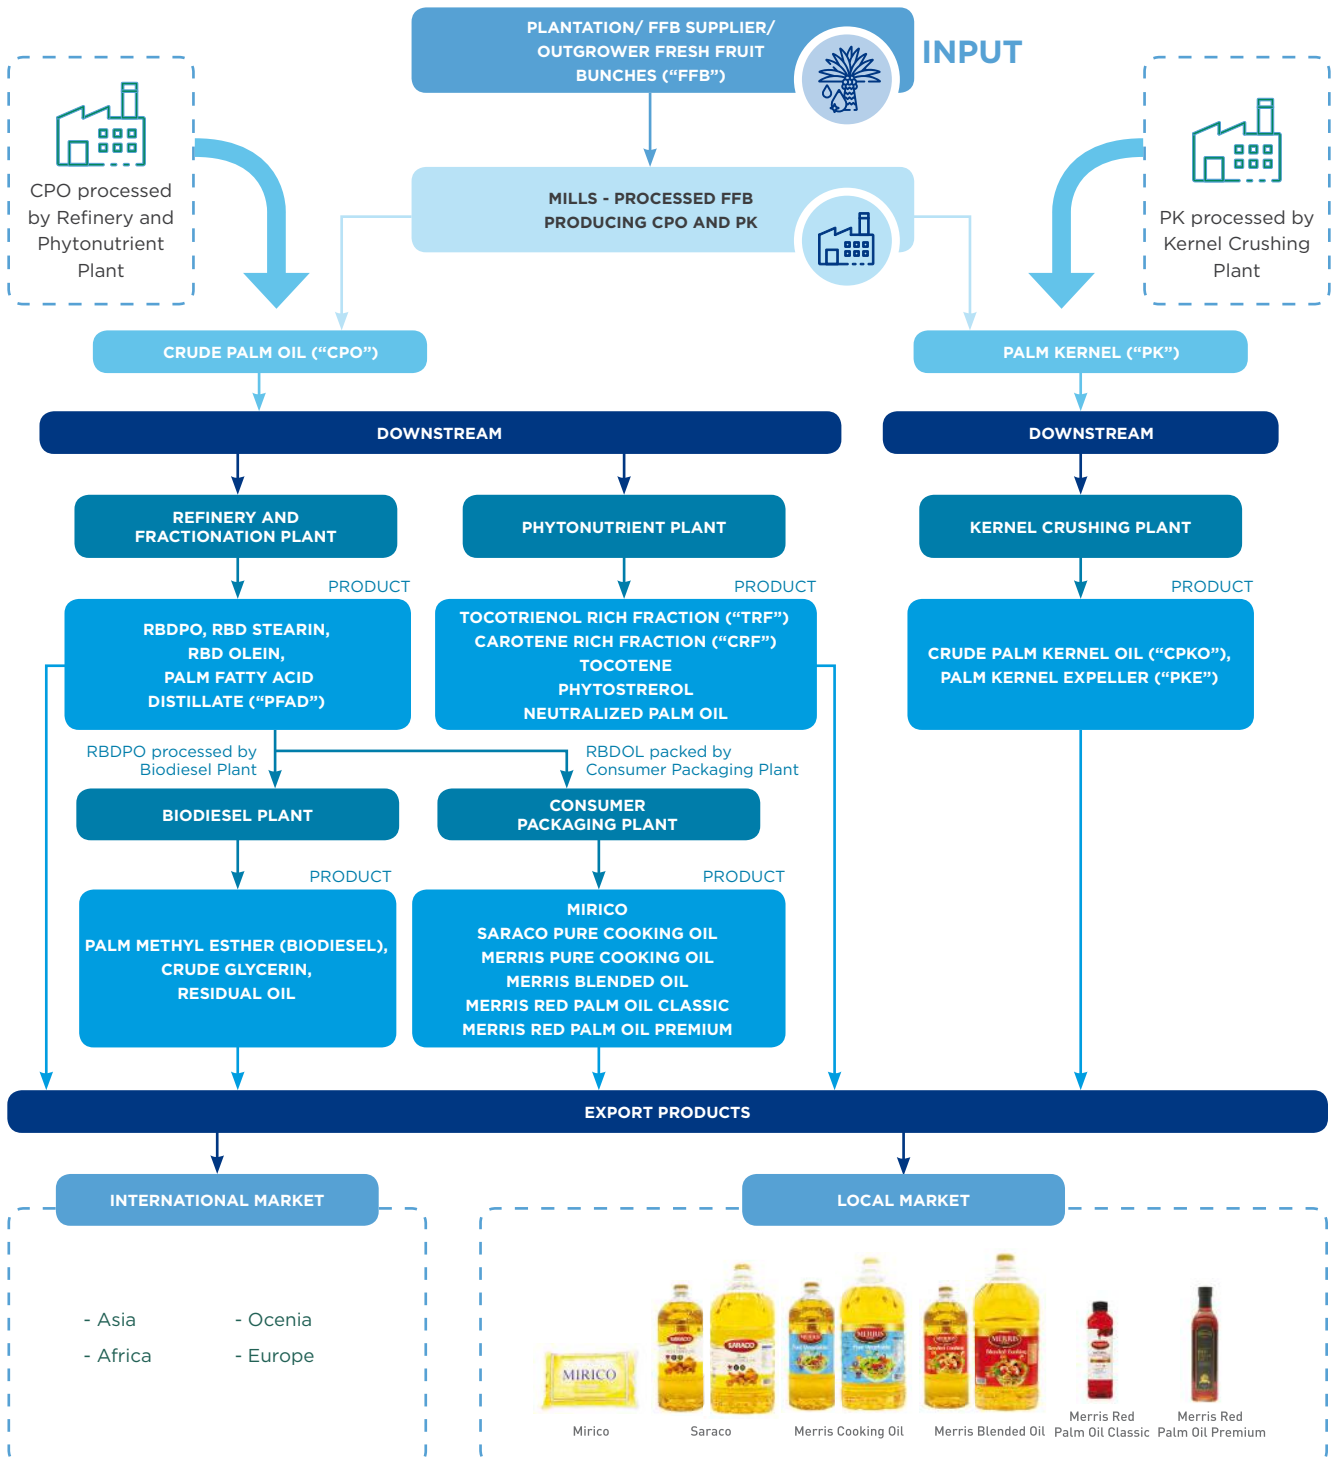 PLANTATION/ FFB SUPPLIER/
OUTGROWER FRESH FRUIT
BUNCHES (“FFB”)
INPUT
CPO processed
by Refinery and
Phytonutrient
Plant
MILLS - PROCESSED FFB
PRODUCING CPO AND PK
PK processed by
Kernel Crushing
Plant
CRUDE PALM OIL (“CPO”)
PALM KERNEL (“PK”)
DOWNSTREAM
DOWNSTREAM
REFINERY AND
FRACTIONATION PLANT
PHYTONUTRIENT PLANT
KERNEL CRUSHING PLANT
PRODUCT
PRODUCT
PRODUCT
RBDPO, RBD STEARIN,
RBD OLEIN,
PALM FATTY ACID
DISTILLATE (“PFAD”)
TOCOTRIENOL RICH FRACTION (“TRF”)
CAROTENE RICH FRACTION (“CRF”)
TOCOTENE
PHYTOSTREROL
NEUTRALIZED PALM OIL
CRUDE PALM KERNEL OIL (“CPKO”),
PALM KERNEL EXPELLER (“PKE”)
RBDPO processed by
Biodiesel Plant
RBDOL packed by
Consumer Packaging Plant
BIODIESEL PLANT
CONSUMER
PACKAGING PLANT
PRODUCT
PRODUCT
PALM METHYL ESTHER (BIODIESEL),
CRUDE GLYCERIN,
RESIDUAL OIL
MIRICO
SARACO PURE COOKING OIL
MERRIS PURE COOKING OIL
MERRIS BLENDED OIL
MERRIS RED PALM OIL CLASSIC
MERRIS RED PALM OIL PREMIUM
EXPORT PRODUCTS
INTERNATIONAL MARKET
LOCAL MARKET
- Asia
- Ocenia
- Africa
- Europe
MIRICO
SARACO
SARACO
MERRIS
MERRIS
MERRIS
MERRIS
Mirico
Saraco
Merris Cooking Oil
Merris Blended Oil
Merris Red
Palm Oil Classic
Merris Red
Palm Oil Premium